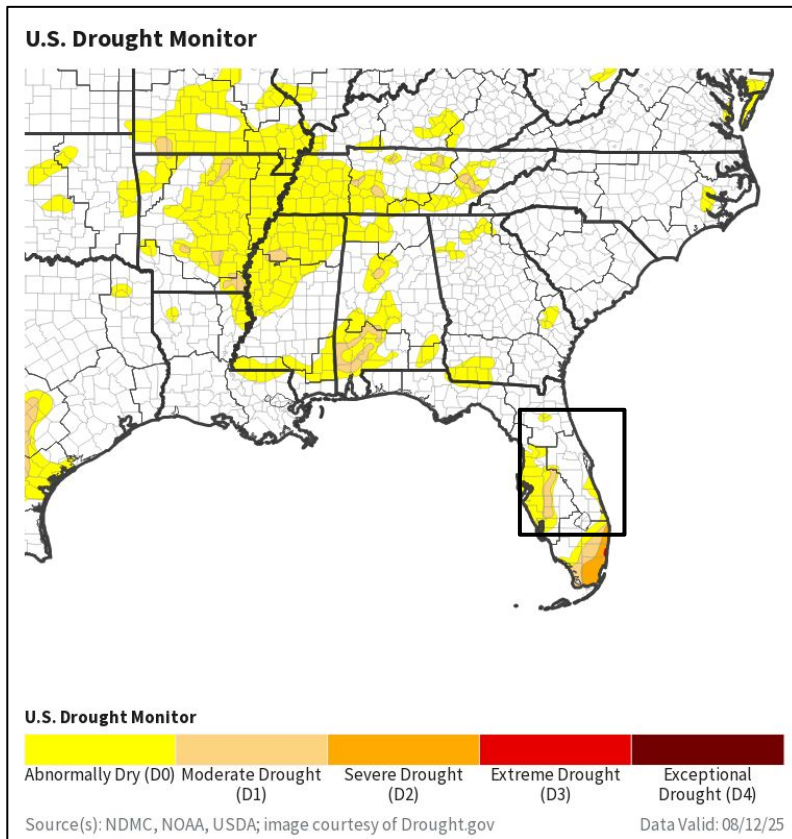 U.S. Drought Monitor
U.S. Drought Monitor
Abnormally Dry (D0)
Moderate Drought
(D1)
Severe Drought
(D2)
Extreme Drought
(D3)
Exceptional
Drought (D4)
Source(s): NDMC, NOAA, USDA; image courtesy of Drought.gov
Data Valid: 08/12/25